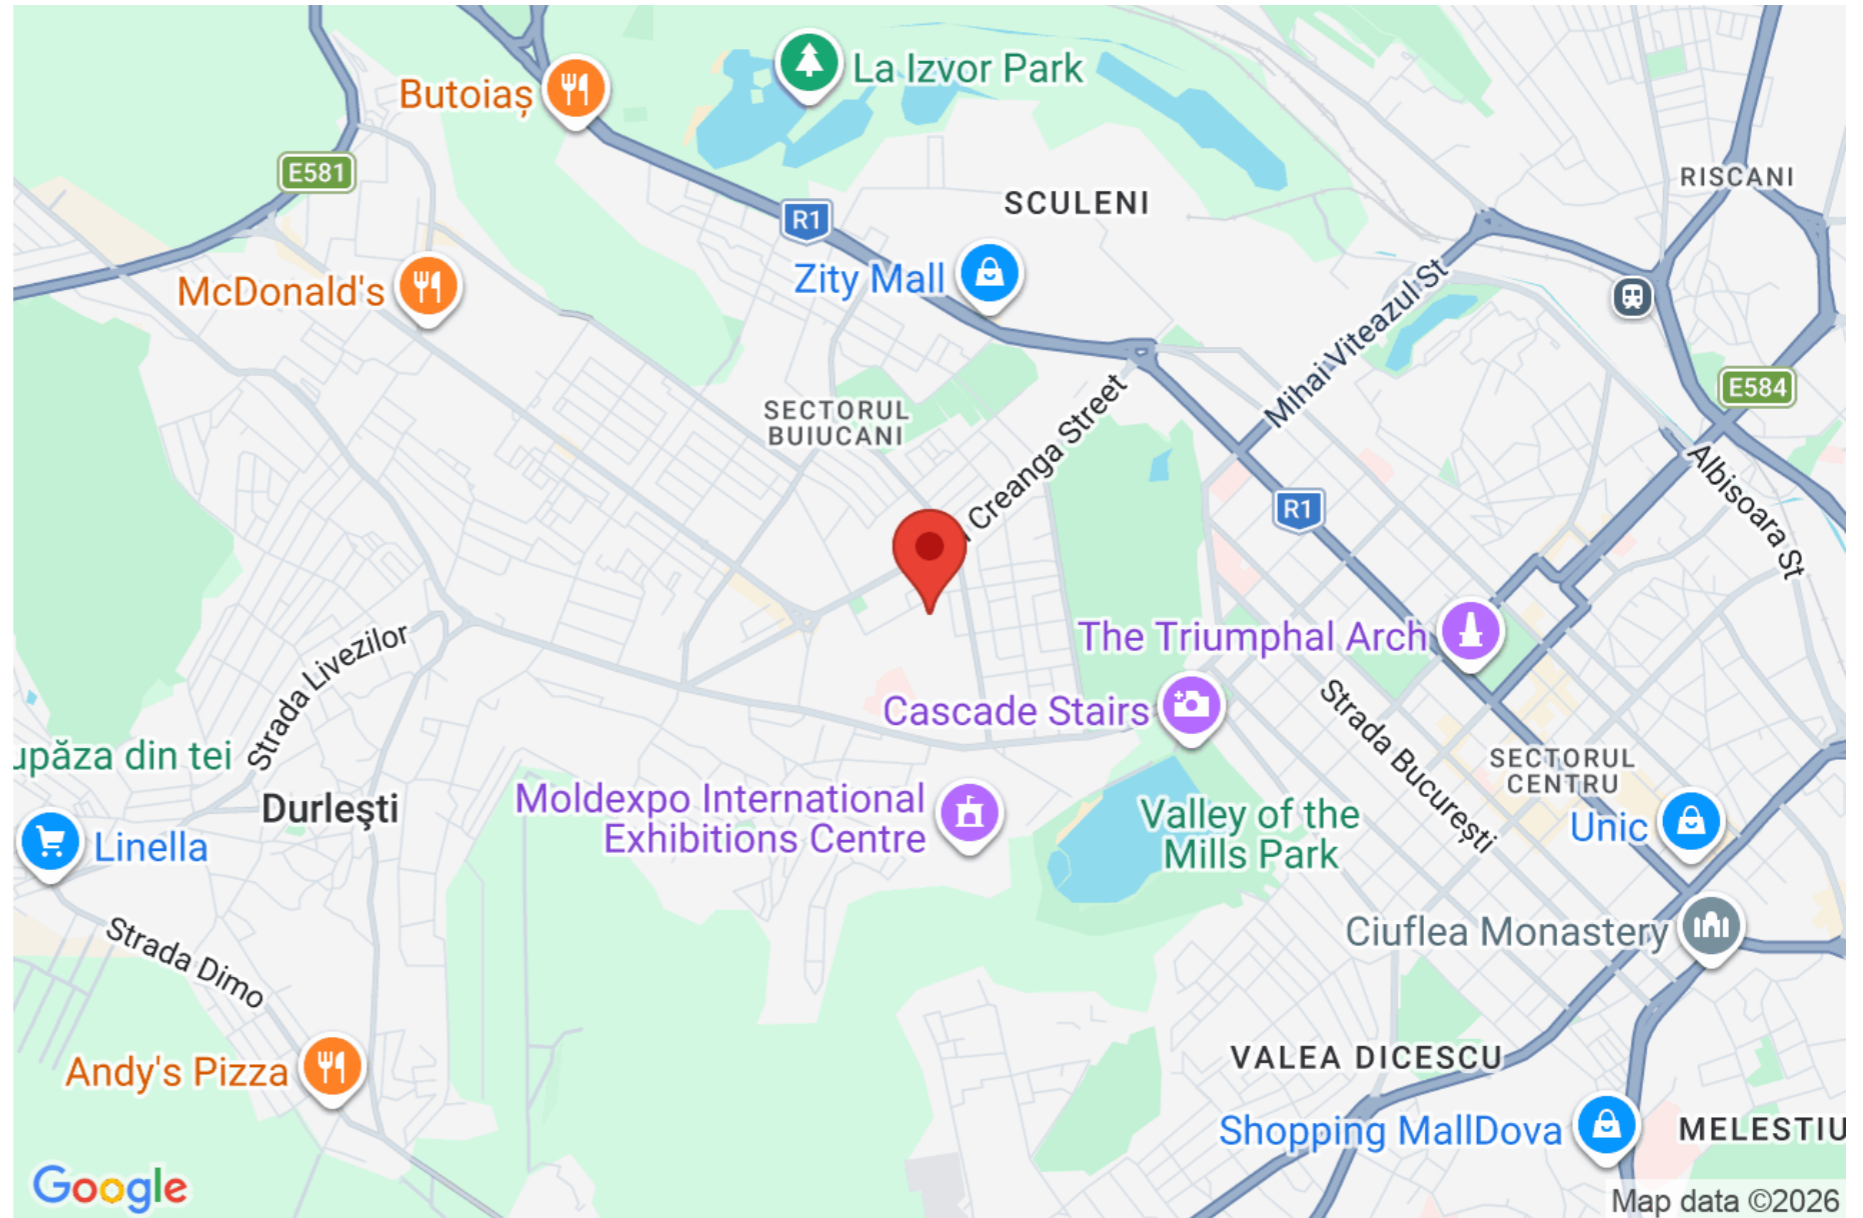 La Izvor Park
Butoiaș
E581
RISCANI
SCULENI
R1
Zity Mall
McDonald's
Mihai Viteazul St
E584
SECTORUL
BUIUCANI
Creanga Street
Albisoara St
R1
The Triumphal Arch
Strada Livezilor
Cascade Stairs
Strada București
upăza din tei
SECTORUL
CENTRU
Durleşti
Moldexpo International
Exhibitions Centre
Valley of the
Mills Park
Unic
Linella
Ciuflea Monastery
Strada Dimo
VALEA DICESCU
Andy's Pizza
Shopping MallDova
MELESTIU
Google
Map data ©2026